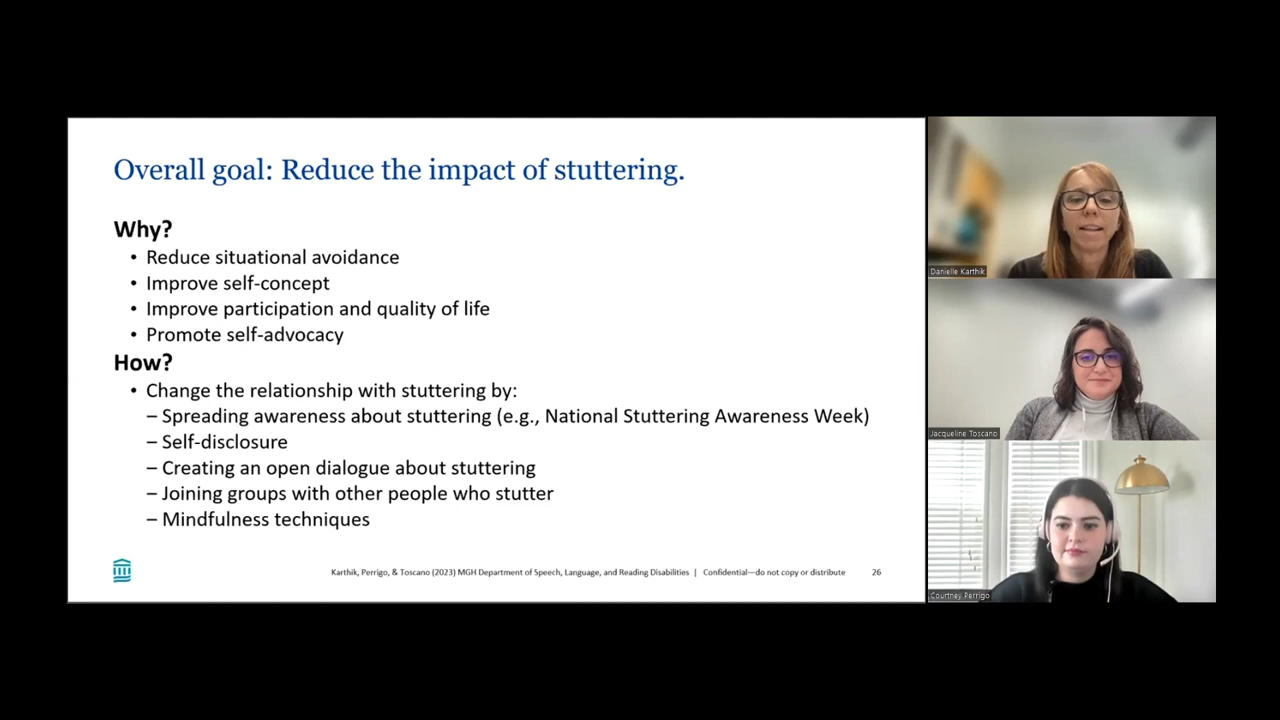 Overall goal: Reduce the impact of stuttering.
Why?
• Reduce situational avoidance
• Improve self-concept
• Improve participation and quality of life
• Promote self-advocacy
How?
• Change the relationship with stuttering by:
– Spreading awareness about stuttering (e.g., National Stuttering Awareness Week)
– Self-disclosure
– Creating an open dialogue about stuttering
– Joining groups with other people who stutter
– Mindfulness techniques
Karthik, Perrigo, & Toscano (2023) MGH Department of Speech, Language, and Reading Disabilities | Confidential—do not copy or distribute 26
Danielle Karthik
Jacqueline Toscano
Courtney Perrigo